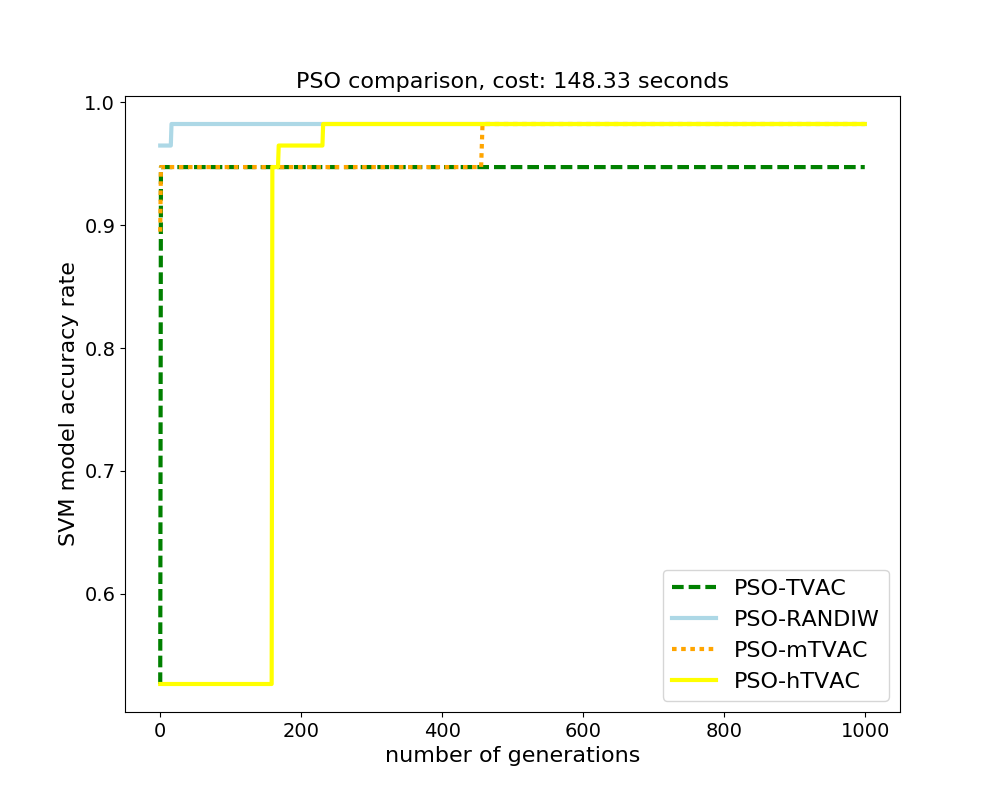 PSO comparison, cost: 148.33 seconds
1.0
0.9
0.8
0.7
0.6
SVM model accuracy rate
PSO-TVAC
PSO-RANDIW
PSO-mTVAC
PSO-hTVAC
0 200 400 600 800 1000
number of generations